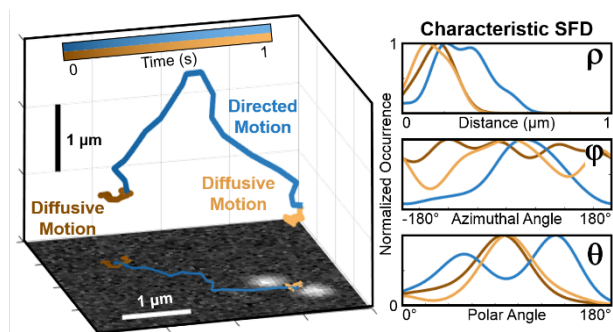 0
Time (s)
1
1 μm
Directed
Motion
Diffusive
Motion
Diffusive
Motion
1 μm
Characteristic SFD
Normalized Occurrence
1
ρ
0
Distance (μm)
1
φ
-180°
Azimuthal Angle
180°
θ
0
0°
Polar Angle
180°